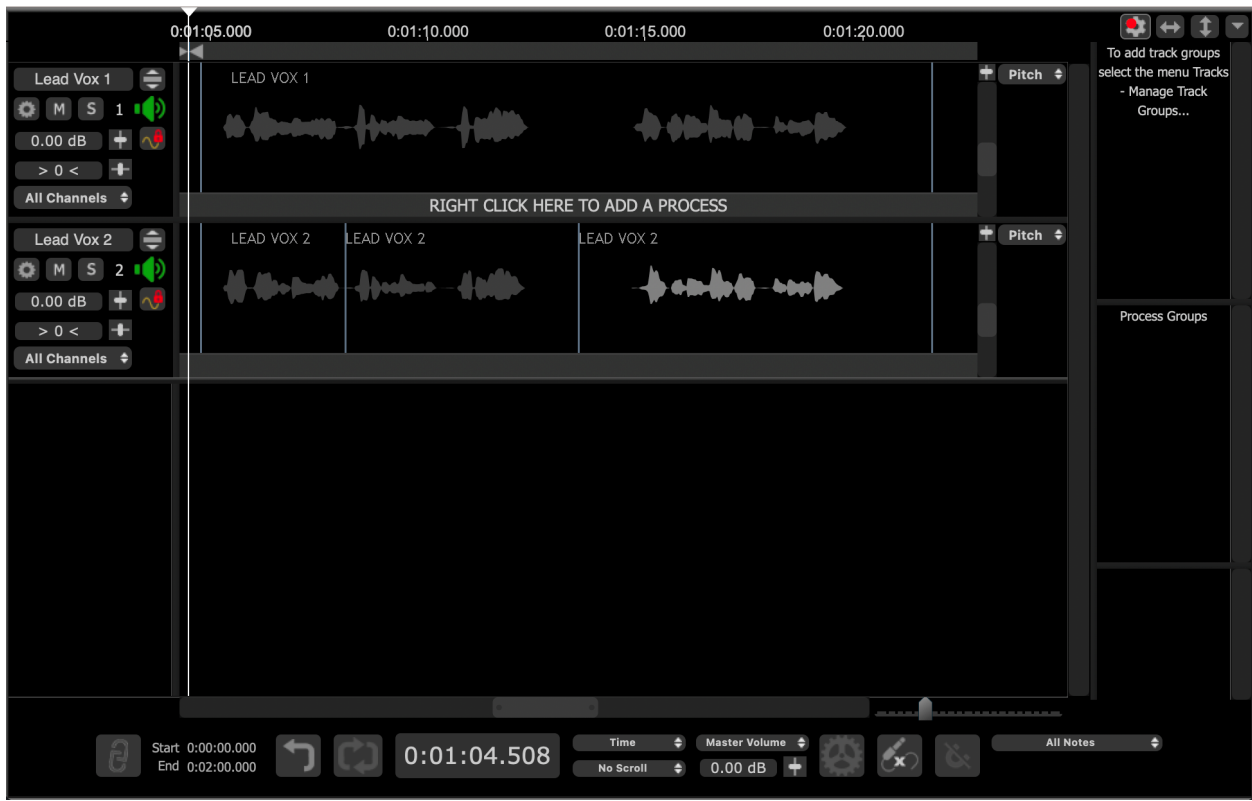 0:01:05.000 0:01:10.000 0:01:15.000 0:01:20.000
To add track groups
select the menu Tracks
- Manage Track
Groups...
Lead Vox 1
LEAD VOX 1
Pitch
M S 1
0.00 dB
> 0 <
All Channels
RIGHT CLICK HERE TO ADD A PROCESS
Lead Vox 2
LEAD VOX 2 LEAD VOX 2 LEAD VOX 2
Pitch
M S 2
0.00 dB
> 0 <
All Channels
Process Groups
Start 0:00:00.000
End 0:02:00.000
0:01:04.508
Time
No Scroll
Master Volume
0.00 dB
x
All Notes